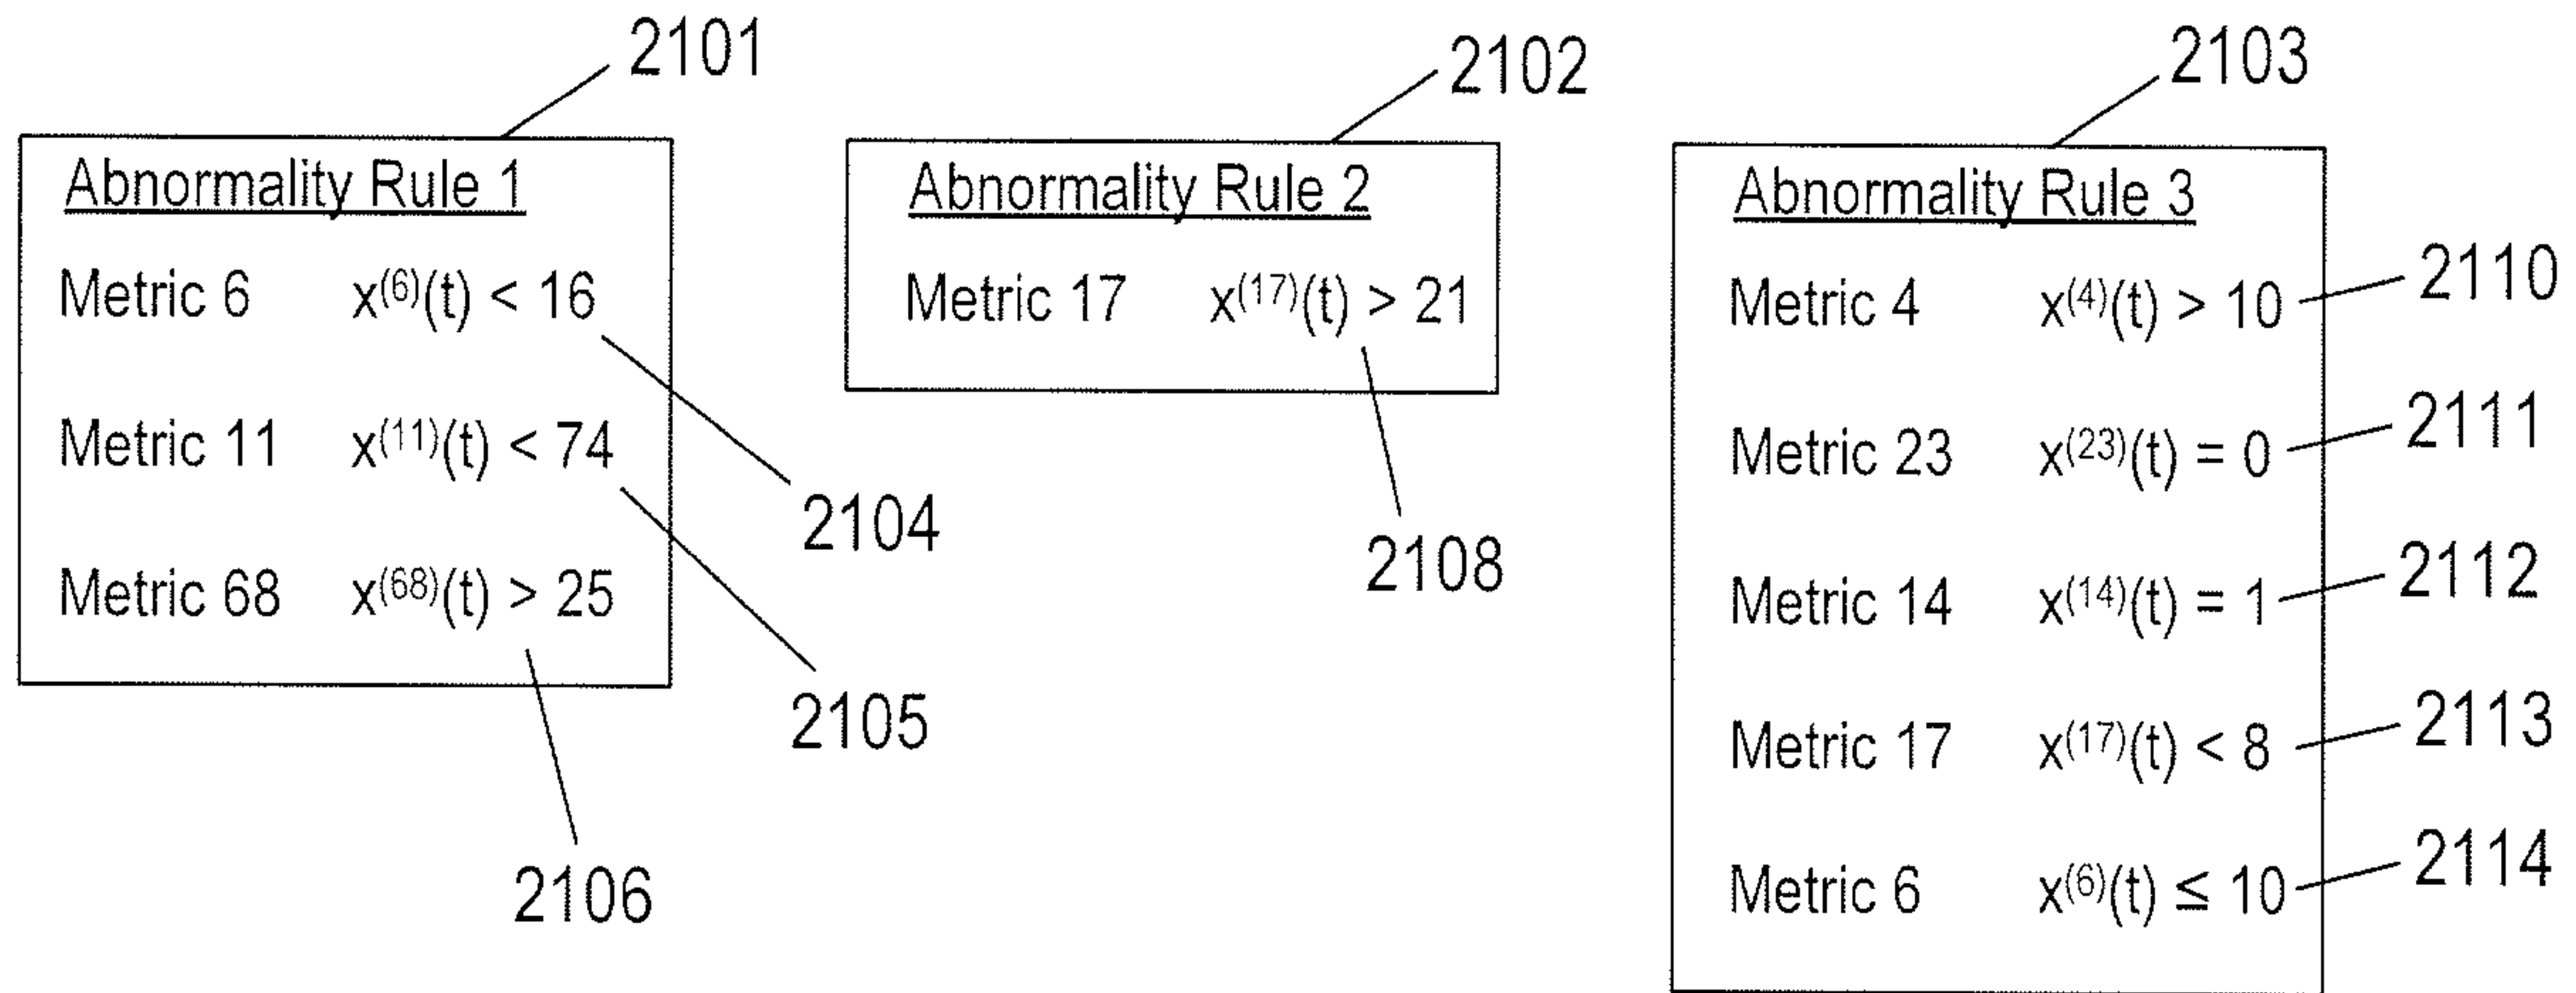 2101
2102
2103
Abnormality Rule 1
Metric 6 x⁽⁶⁾(t) < 16
Metric 11 x⁽¹¹⁾(t) < 74
Metric 68 x⁽⁶⁸⁾(t) > 25
2104
2105
2106
Abnormality Rule 2
Metric 17 x⁽¹⁷⁾(t) > 21
2108
Abnormality Rule 3
Metric 4 x⁽⁴⁾(t) > 10 2110
Metric 23 x⁽²³⁾(t) = 0 2111
Metric 14 x⁽¹⁴⁾(t) = 1 2112
Metric 17 x⁽¹⁷⁾(t) < 8 2113
Metric 6 x⁽⁶⁾(t) ≤ 10 2114